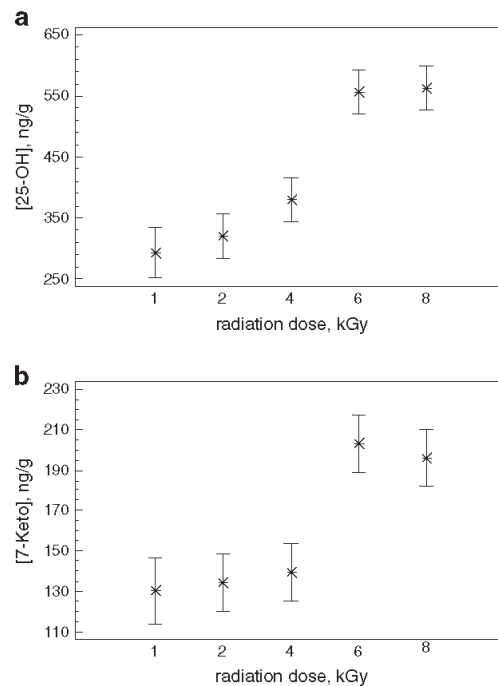 a
650
550
450
350
250
[25-OH], ng/g
1 2 4 6 8
radiation dose, kGy
b
230
210
190
170
150
130
110
[7-Keto], ng/g
1 2 4 6 8
radiation dose, kGy